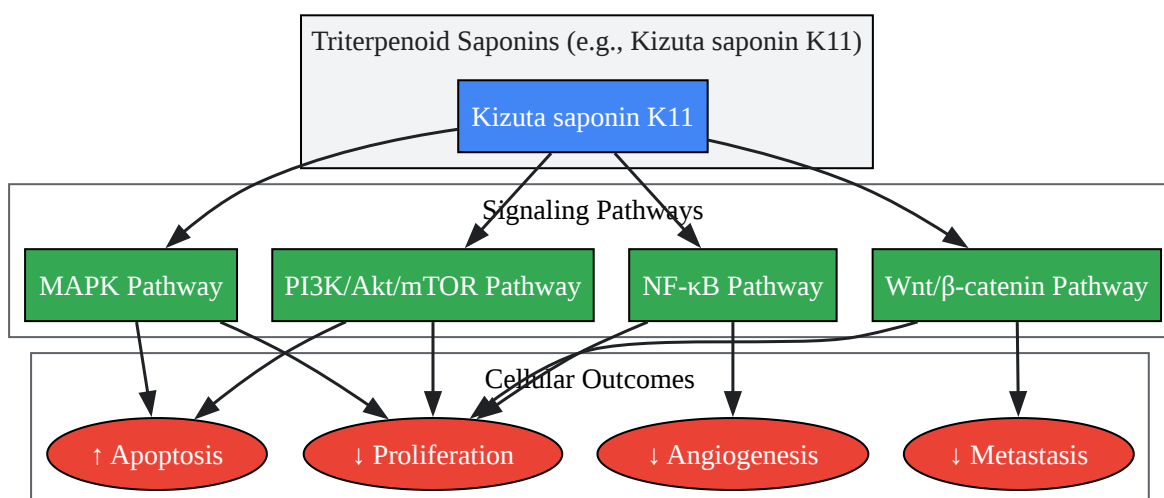 Triterpenoid Saponins (e.g., Kizuta saponin K11)
Kizuta saponin K11
Signaling Pathways
MAPK Pathway
PI3K/Akt/mTOR Pathway
NF-κB Pathway
Wnt/β-catenin Pathway
Cellular Outcomes
↑ Apoptosis
↓ Proliferation
↓ Angiogenesis
↓ Metastasis